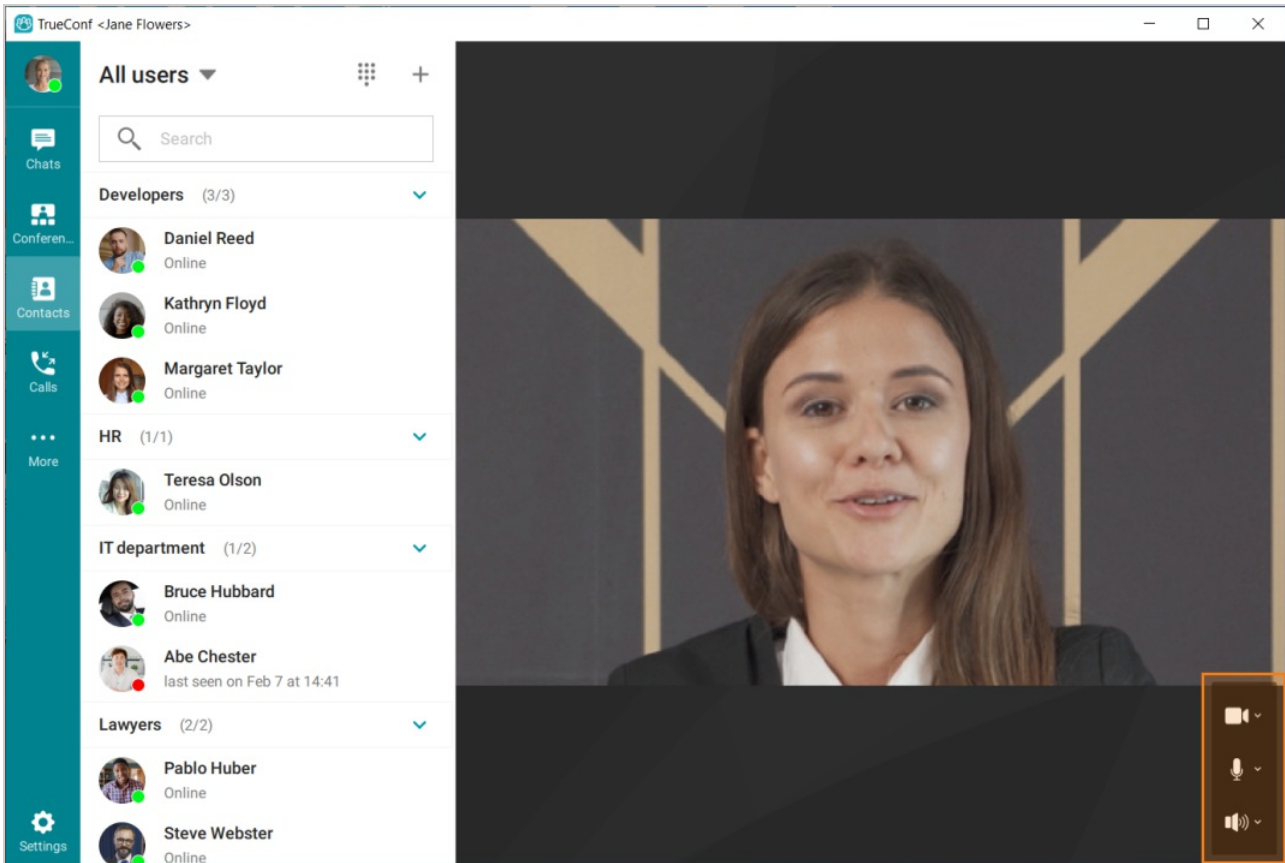 TrueConf <Jane Flowers>
All users
Search
Chats
Conferen...
Contacts
Calls
More
Settings
Developers (3/3)
Daniel Reed
Online
Kathryn Floyd
Online
Margaret Taylor
Online
HR (1/1)
Teresa Olson
Online
IT department (1/2)
Bruce Hubbard
Online
Abe Chester
last seen on Feb 7 at 14:41
Lawyers (2/2)
Pablo Huber
Online
Steve Webster
Online